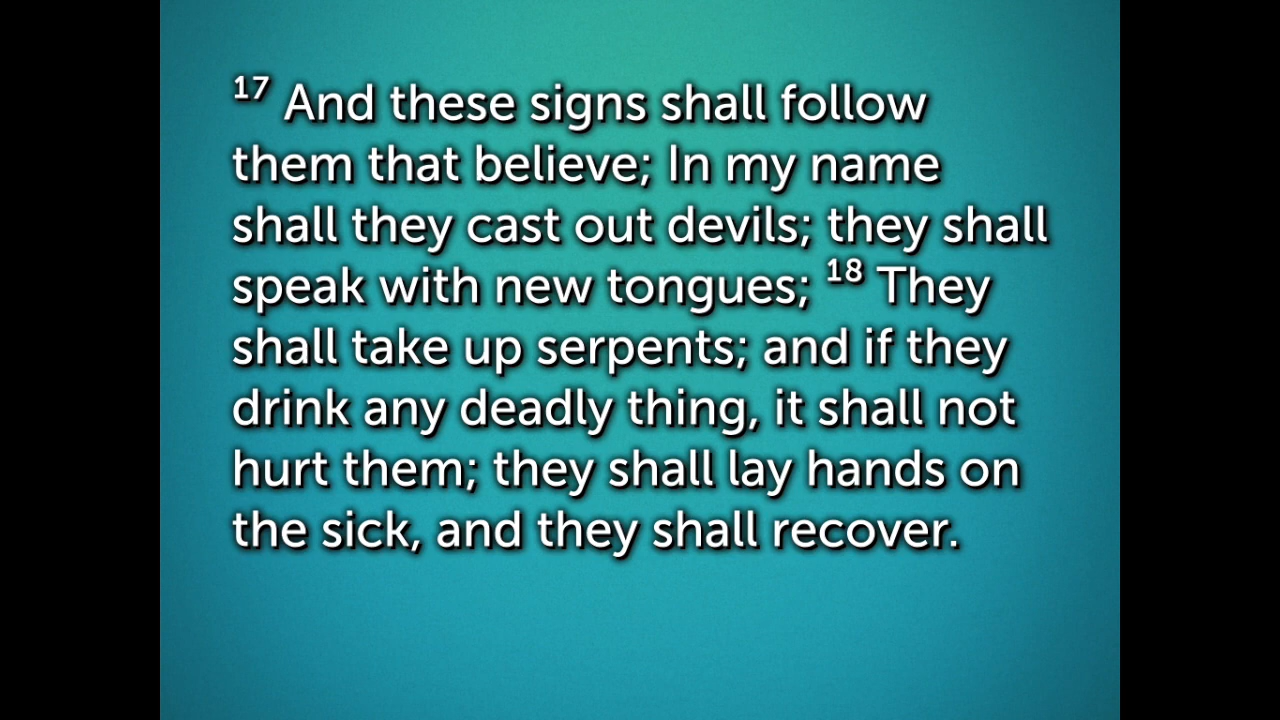 17 And these signs shall follow
them that believe; In my name
shall they cast out devils; they shall
speak with new tongues; 18 They
shall take up serpents; and if they
drink any deadly thing, it shall not
hurt them; they shall lay hands on
the sick, and they shall recover.